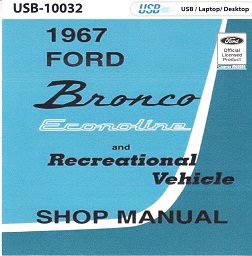 USB-10032
USB
USB / Laptop/ Desktop
1967
FORD
Ford
Official
Licensed
Product
Bronco
Econoline
and
Recreational
Vehicle
SHOP MANUAL